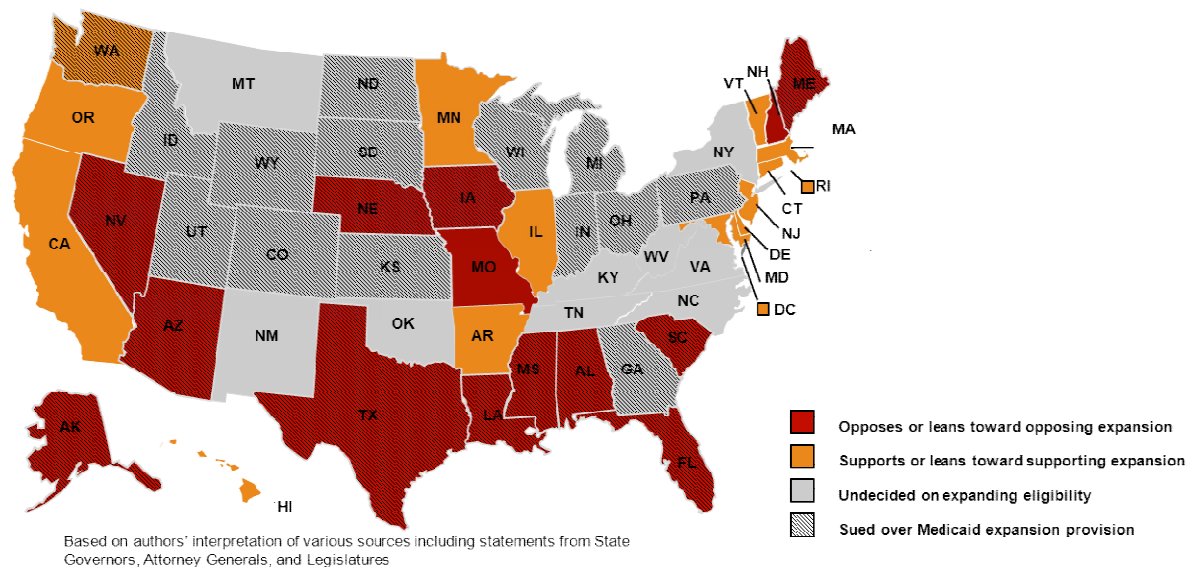 WA
MT
ND
MN
OR
ID
WY
SD
WI
MI
NY
VT
NH
ME
MA
RI
CT
NJ
DE
MD
DC
NV
UT
CO
NE
IA
IL
IN
OH
PA
CA
KS
MO
KY
WV
VA
AZ
NM
OK
AR
TN
NC
SC
TX
LA
MS
AL
GA
FL
AK
HI
Opposes or leans toward opposing expansion
Supports or leans toward supporting expansion
Undecided on expanding eligibility
Sued over Medicaid expansion provision
Based on authors' interpretation of various sources including statements from State
Governors, Attorney Generals, and Legislatures